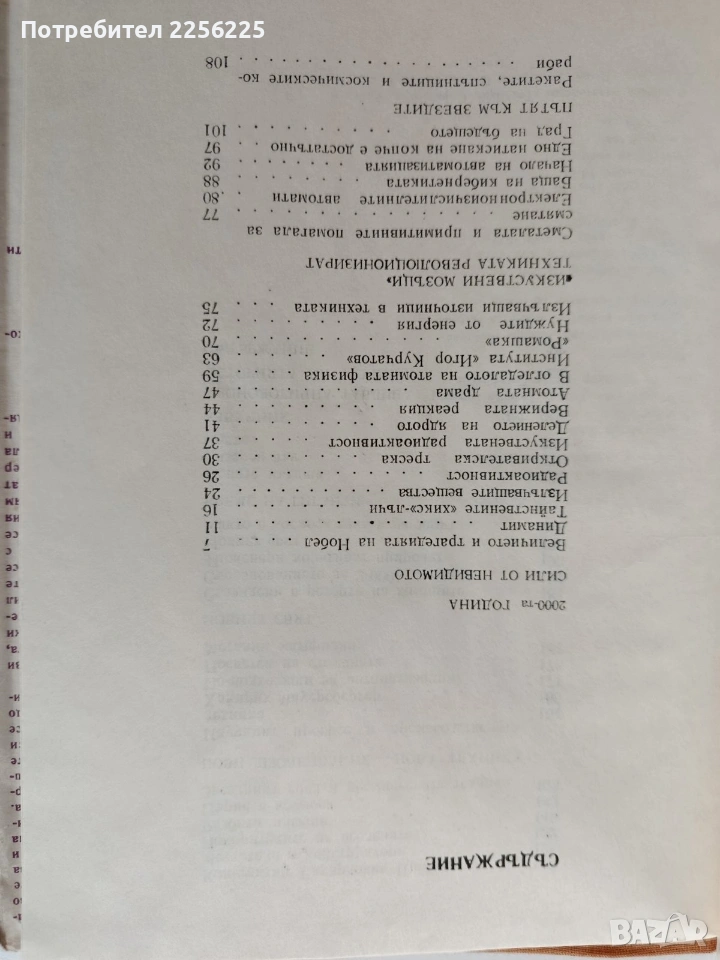 Потребител 2256225
СЪДЪРЖАНИЕ
2000-та ГОДИНА
СИЛИ ОТ НЕВИДИМОТО
Величието и трагедията на Нобел . . . . 7
Динамит . . . . . . . . . . 11
Тайнствените «хикс»-лъчи . . . . . . 16
Излъчващите вещества . . . . . . . 24
Радиоактивност . . . . . . . . . 26
Откривателска треска . . . . . . . 30
Изкуствената радиоактивност . . . . . 37
Делението на ядрото . . . . . . . 41
Верижната реакция . . . . . . . . 44
Атомната драма . . . . . . . . . 47
В огледалото на атомната физика . . . . 59
Института «Игор Курчатов» . . . . . 63
«Ромашка» . . . . . . . . . . 70
Нуждите от енергия . . . . . . . 72
Излъчващи източници в техниката . . . 75
«ИЗКУСТВЕНИ МОЗЪЦИ»
ТЕХНИКАТА РЕВОЛЮЦИОНИЗИРАТ
Сметалата и примитивните помагала за
смятане . . . . . . . . . . 77
Електронноизчислителните автомати . . 80
Баща на кибернетиката . . . . . . . 88
Начало на автоматизацията . . . . . 92
Едно натискане на копче е достатъчно . . 97
Град на бъдещето . . . . . . . . 101
ПЪТЯТ КЪМ ЗВЕЗДИТЕ
Ракетите, спътниците и космическите ко-
раби . . . . . . . . . . . 108
BAZAR